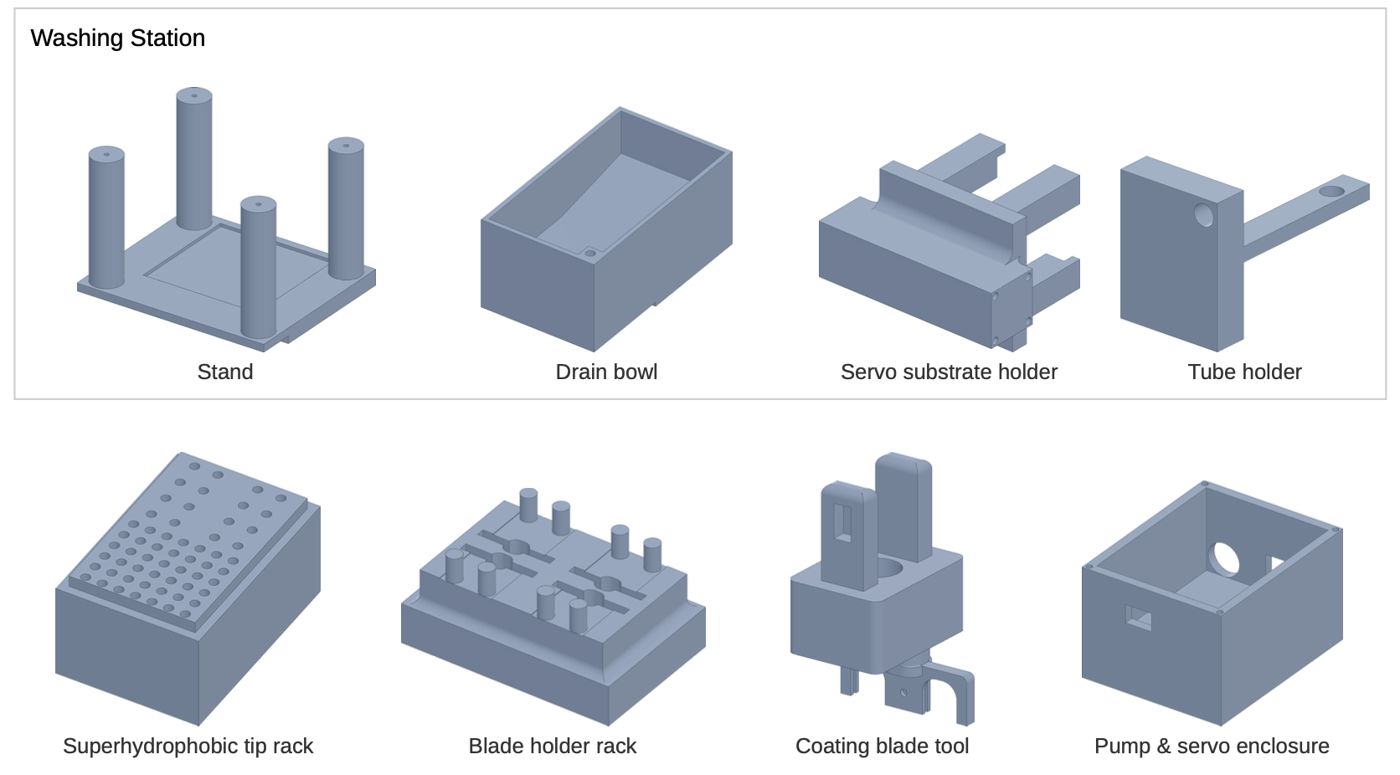 Washing Station
Stand
Drain bowl
Servo substrate holder
Tube holder
Superhydrophobic tip rack
Blade holder rack
Coating blade tool
Pump & servo enclosure